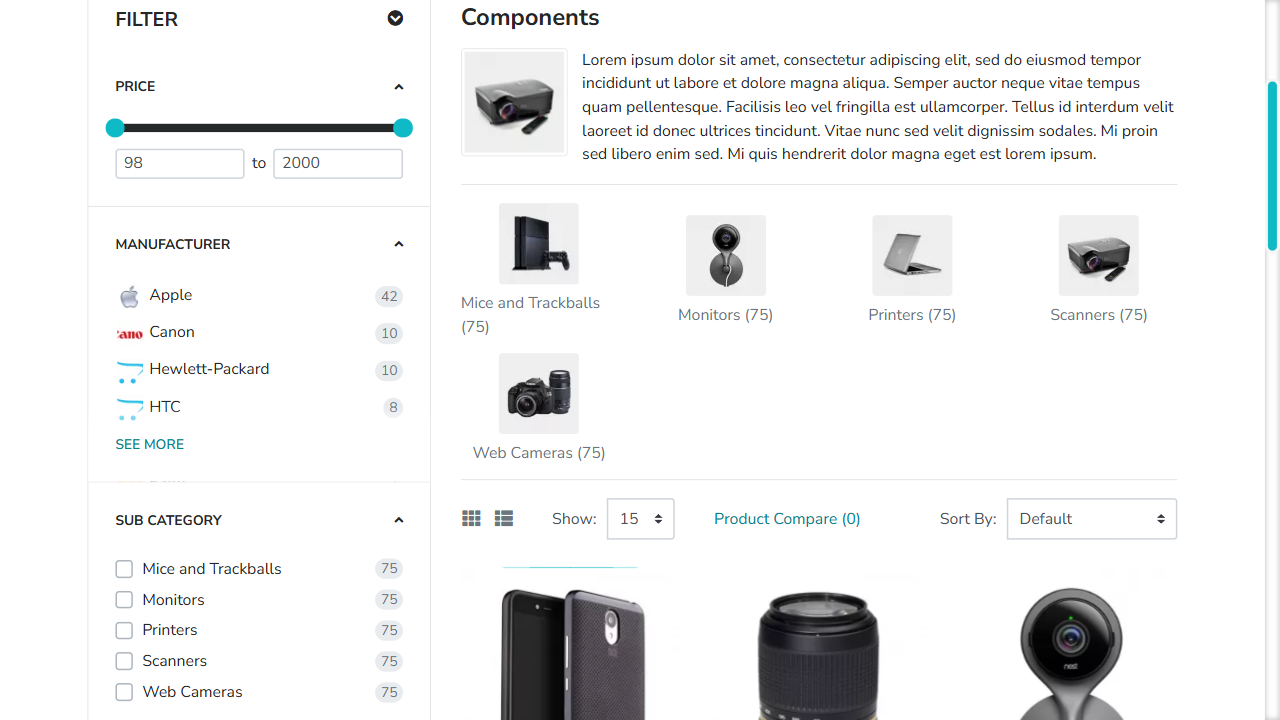 FILTER
PRICE
98 to 2000
MANUFACTURER
Apple 42
Canon 10
Hewlett-Packard 10
HTC 8
SEE MORE
SUB CATEGORY
Mice and Trackballs 75
Monitors 75
Printers 75
Scanners 75
Web Cameras 75
Components
Lorem ipsum dolor sit amet, consectetur adipiscing elit, sed do eiusmod tempor
incididunt ut labore et dolore magna aliqua. Semper auctor neque vitae tempus
quam pellentesque. Facilisis leo vel fringilla est ullamcorper. Tellus id interdum velit
laoreet id donec ultrices tincidunt. Vitae nunc sed velit dignissim sodales. Mi proin
sed libero enim sed. Mi quis hendrerit dolor magna eget est lorem ipsum.
Mice and Trackballs
(75)
Monitors (75)
Printers (75)
Scanners (75)
Web Cameras (75)
Show: 15 Product Compare (0) Sort By: Default
nest